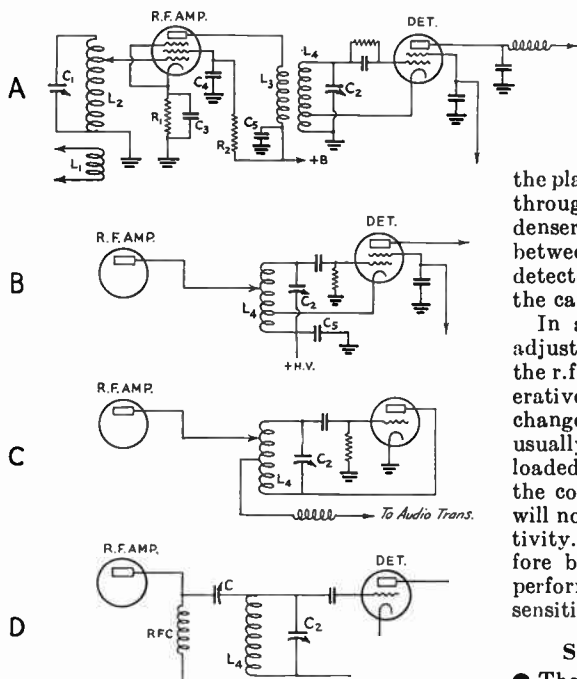 A
R.F. AMP.
DET.
C1
L2
L1
R1
C3
C4
R2
C5
L3
L4
C2
+B
B
R.F. AMP.
DET.
L4
C2
C5
+H.V.
C
R.F. AMP.
L4
C2
To Audio Trans.
D
R.F. AMP.
DET.
C
RFC
L4
C2
the pla
throug
denser
betwee
detect
the ca
In s
adjust
the r.f
erative
change
usually
loaded
the co
will no
tivity.
fore b
perfor
sensiti
S
● The